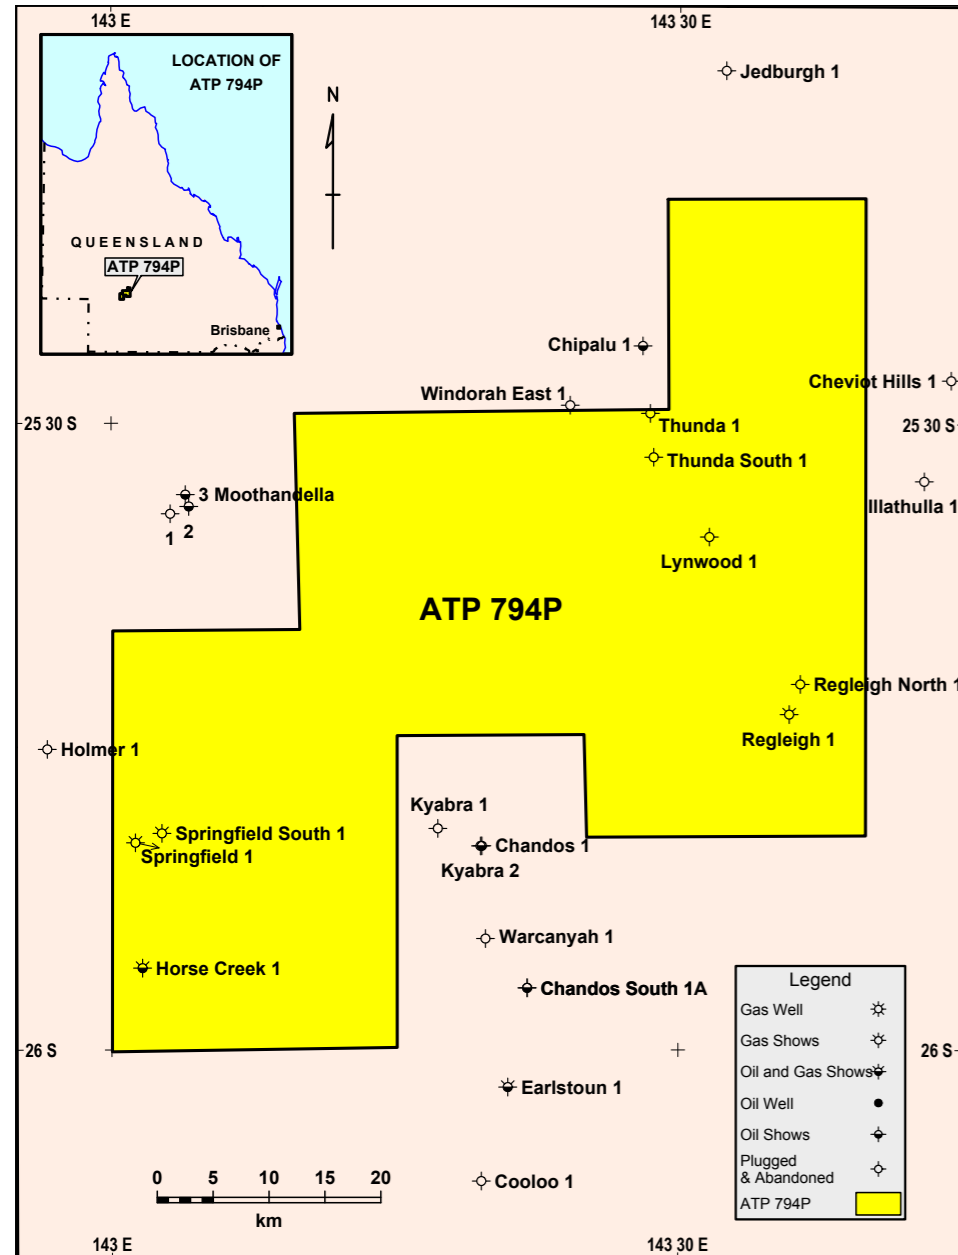 143 E
143 30 E
LOCATION OF
ATP 794P
QUEENSLAND
ATP 794P
Brisbane
N
Jedburgh 1
Chipalu 1
Cheviot Hills 1
Windorah East 1
25 30 S
Thunda 1
25 30 S
Thunda South 1
3 Moothandella
1
2
Illathulla 1
Lynwood 1
ATP 794P
Regleigh North 1
Regleigh 1
Holmer 1
Kyabra 1
Springfield South 1
Springfield 1
Chandos 1
Kyabra 2
Warcanyah 1
Horse Creek 1
Chandos South 1A
26 S
26 S
Earlstoun 1
Cooloo 1
0 5 10 15 20
km
Legend
Gas Well
Gas Shows
Oil and Gas Shows
Oil Well
Oil Shows
Plugged
& Abandoned
ATP 794P
143 E
143 30 E